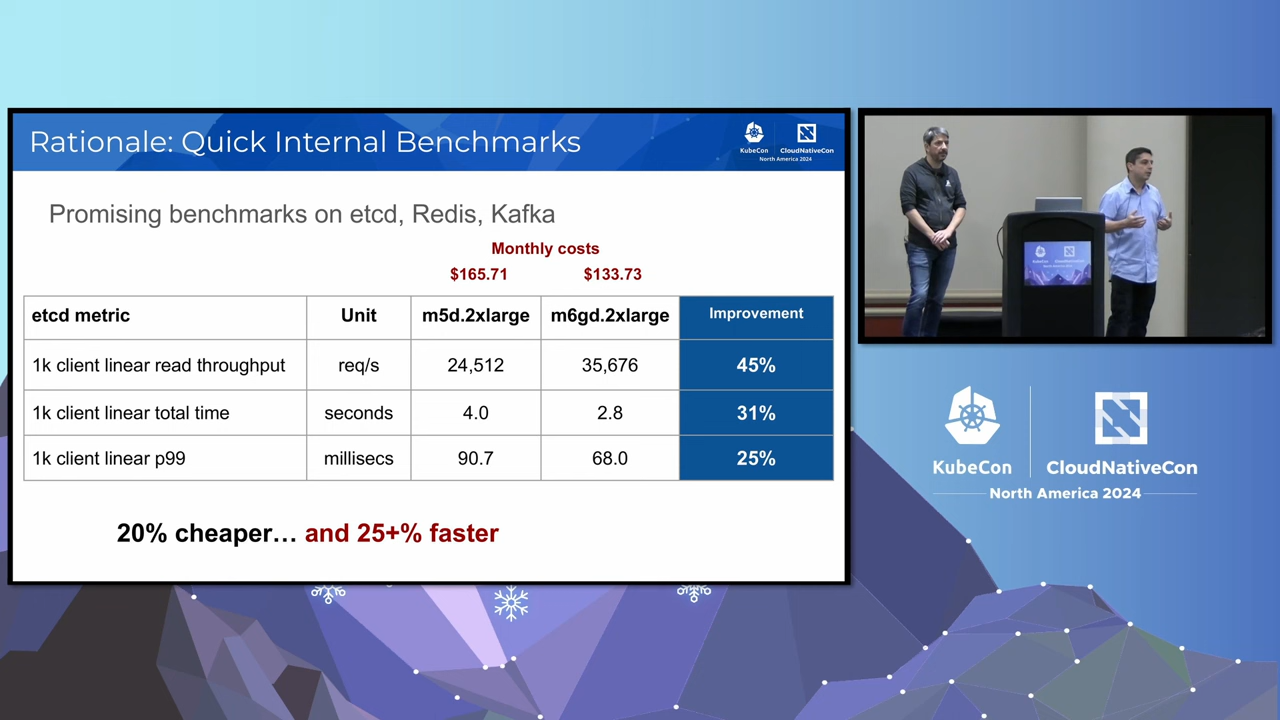 Rationale: Quick Internal Benchmarks
KubeCon CloudNativeCon
North America 2024
Promising benchmarks on etcd, Redis, Kafka
Monthly costs
$165.71 $133.73
etcd metric Unit m5d.2xlarge m6gd.2xlarge Improvement
1k client linear read throughput req/s 24,512 35,676 45%
1k client linear total time seconds 4.0 2.8 31%
1k client linear p99 millisecs 90.7 68.0 25%
20% cheaper… and 25+% faster
KubeCon CloudNativeCon
North America 2024